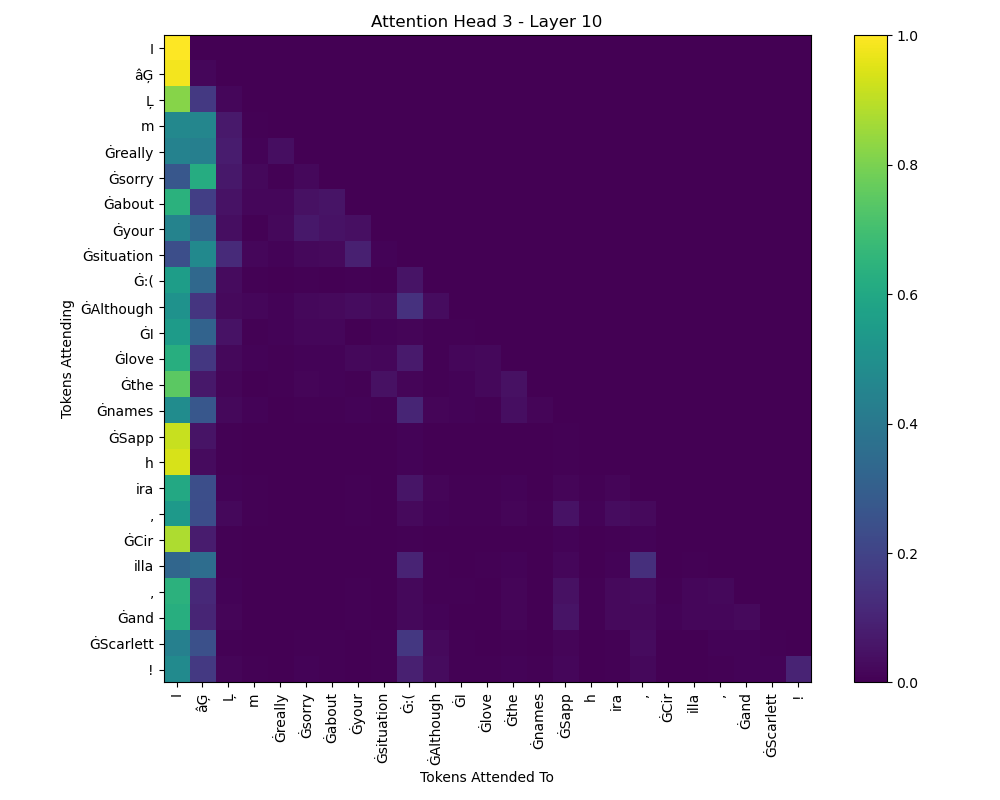 Attention Head 3 - Layer 10
Tokens Attending
I
âĢ
Ļ
m
Ġreally
Ġsorry
Ġabout
Ġyour
Ġsituation
Ġ:(
ĠAlthough
ĠI
Ġlove
Ġthe
Ġnames
ĠSapp
h
ira
,
ĠCir
illa
,
Ġand
ĠScarlett
!
I
âĢ
Ļ
m
Ġreally
Ġsorry
Ġabout
Ġyour
Ġsituation
Ġ:(
ĠAlthough
ĠI
Ġlove
Ġthe
Ġnames
ĠSapp
h
ira
,
ĠCir
illa
,
Ġand
ĠScarlett
!
Tokens Attended To
1.0
0.8
0.6
0.4
0.2
0.0